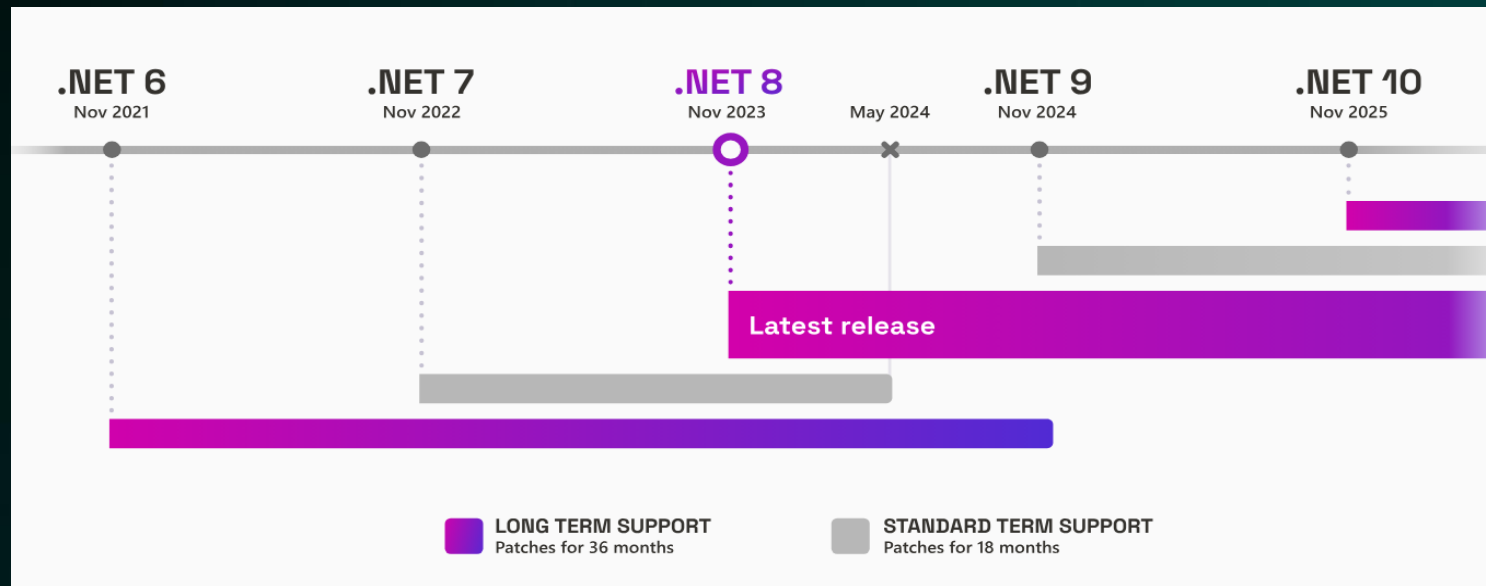 .NET 6
Nov 2021
.NET 7
Nov 2022
.NET 8
Nov 2023
May 2024
.NET 9
Nov 2024
.NET 10
Nov 2025
Latest release
LONG TERM SUPPORT
Patches for 36 months
STANDARD TERM SUPPORT
Patches for 18 months